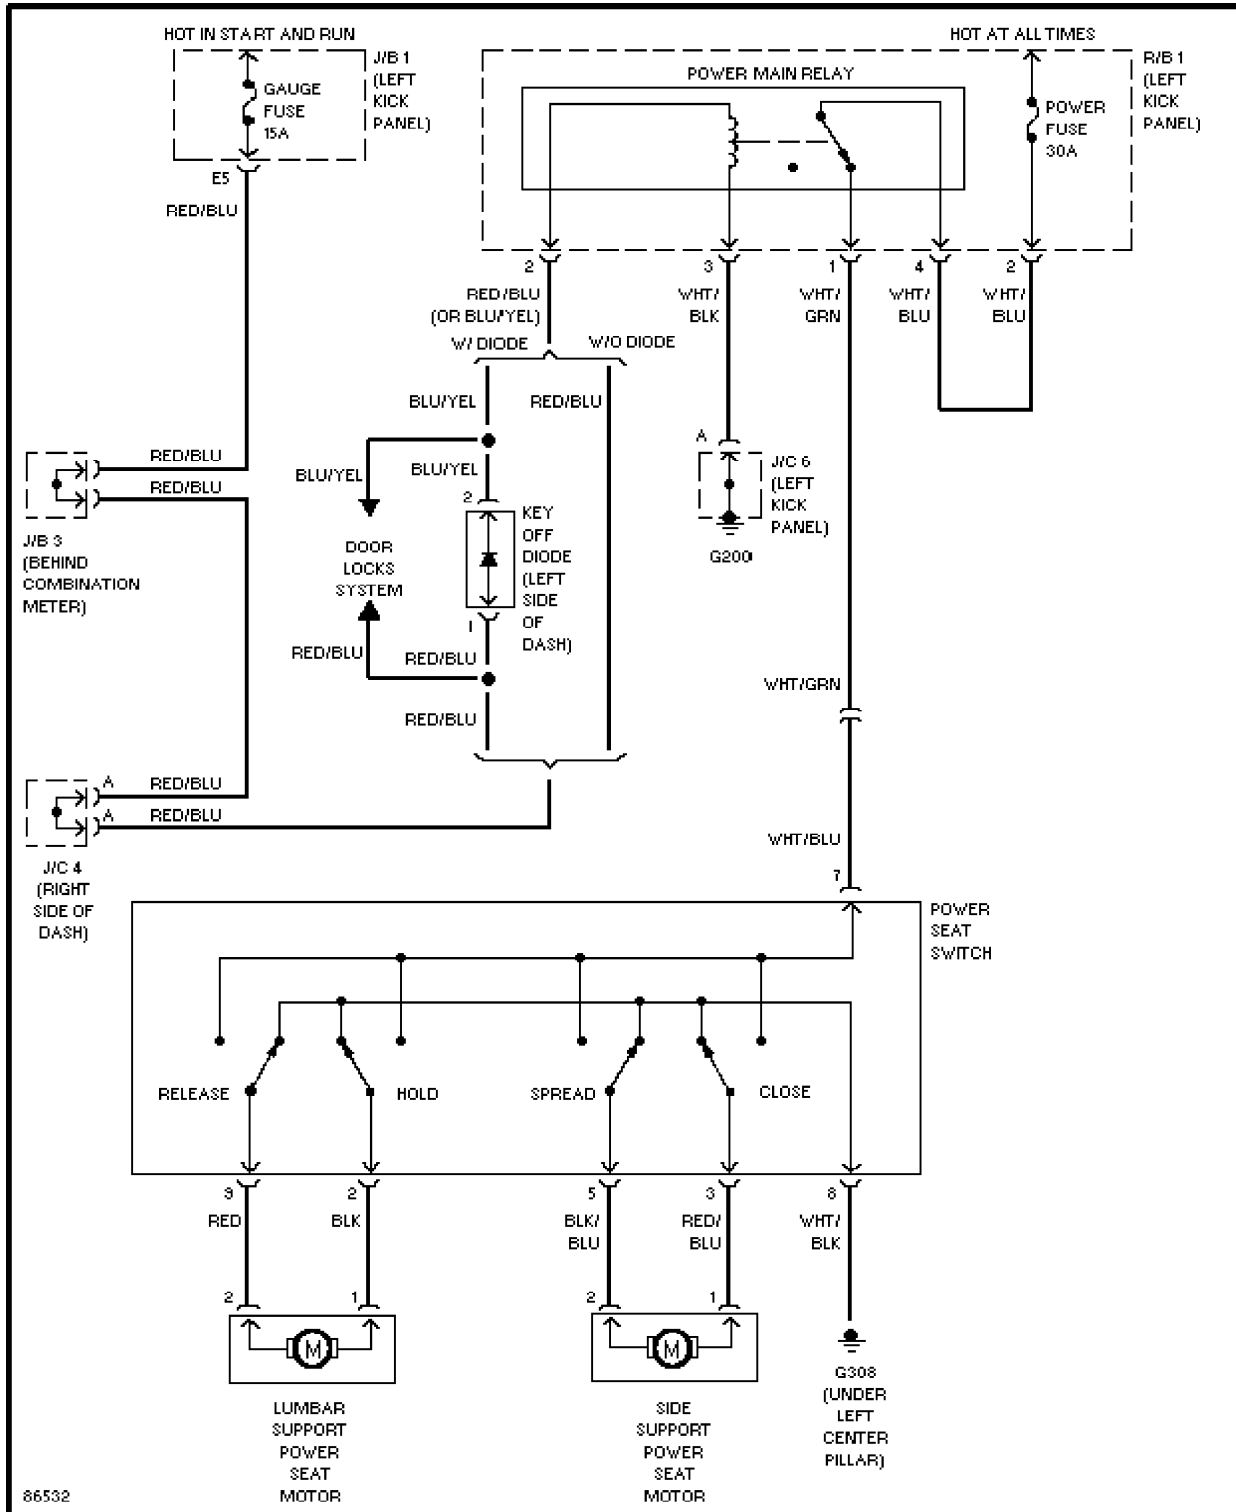 HOT IN START AND RUN
J/B 1
(LEFT
KICK
PANEL)
GAUGE
FUSE
15A
E5
RED/BLU
HOT AT ALL TIMES
R/B 1
(LEFT
KICK
PANEL)
POWER MAIN RELAY
POWER
FUSE
30A
2
3
1
4
2
RED/BLU
(OR BLU/YEL)
WHT/
BLK
WHT/
GRN
WHT/
BLU
WHT/
BLU
W/ DIODE
W/O DIODE
BLU/YEL
RED/BLU
RED/BLU
RED/BLU
J/B 3
(BEHIND
COMBINATION
METER)
BLU/YEL
BLU/YEL
2
KEY
OFF
DIODE
(LEFT
SIDE
OF
DASH)
DOOR
LOCKS
SYSTEM
1
RED/BLU
RED/BLU
RED/BLU
A
J/C 6
(LEFT
KICK
PANEL)
G200
WHT/GRN
A
RED/BLU
A
RED/BLU
J/C 4
(RIGHT
SIDE OF
DASH)
WHT/BLU
7
POWER
SEAT
SWITCH
RELEASE
HOLD
SPREAD
CLOSE
9
2
5
3
8
RED
BLK
BLK/
BLU
RED/
BLU
WHT/
BLK
2
1
2
1
M
M
LUMBAR
SUPPORT
POWER
SEAT
MOTOR
SIDE
SUPPORT
POWER
SEAT
MOTOR
G308
(UNDER
LEFT
CENTER
PILLAR)
86532